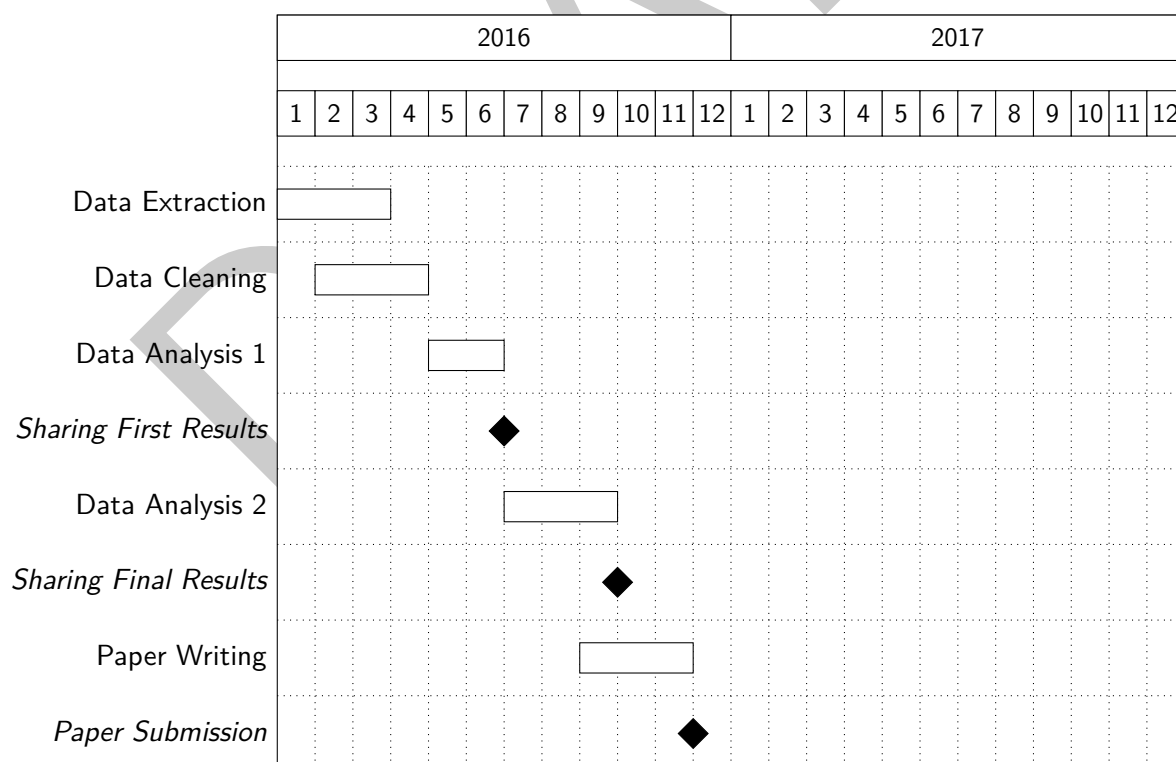 2016 2017
1 2 3 4 5 6 7 8 9 10 11 12 1 2 3 4 5 6 7 8 9 10 11 12
Data Extraction
Data Cleaning
Data Analysis 1
Sharing First Results
Data Analysis 2
Sharing Final Results
Paper Writing
Paper Submission